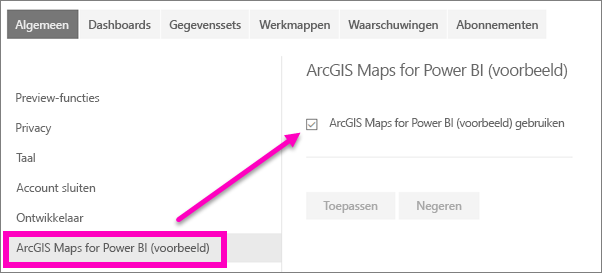 Algemeen Dashboards Gegevenssets Werkmappen Waarschuwingen Abonnementen
Preview-functies
Privacy
Taal
Account sluiten
Ontwikkelaar
ArcGIS Maps for Power BI (voorbeeld)
ArcGIS Maps for Power BI (voorbeeld)
ArcGIS Maps for Power BI (voorbeeld) gebruiken
Toepassen Negeren